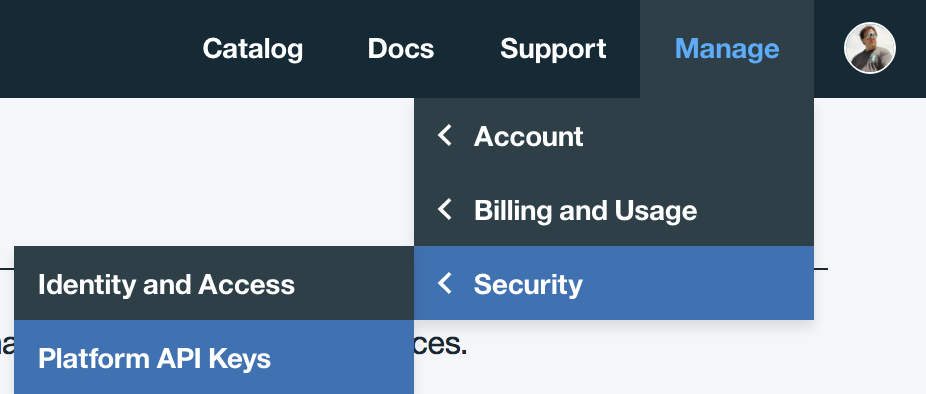 Catalog Docs Support Manage
Account
Billing and Usage
Identity and Access
Security
Platform API Keys
ces.